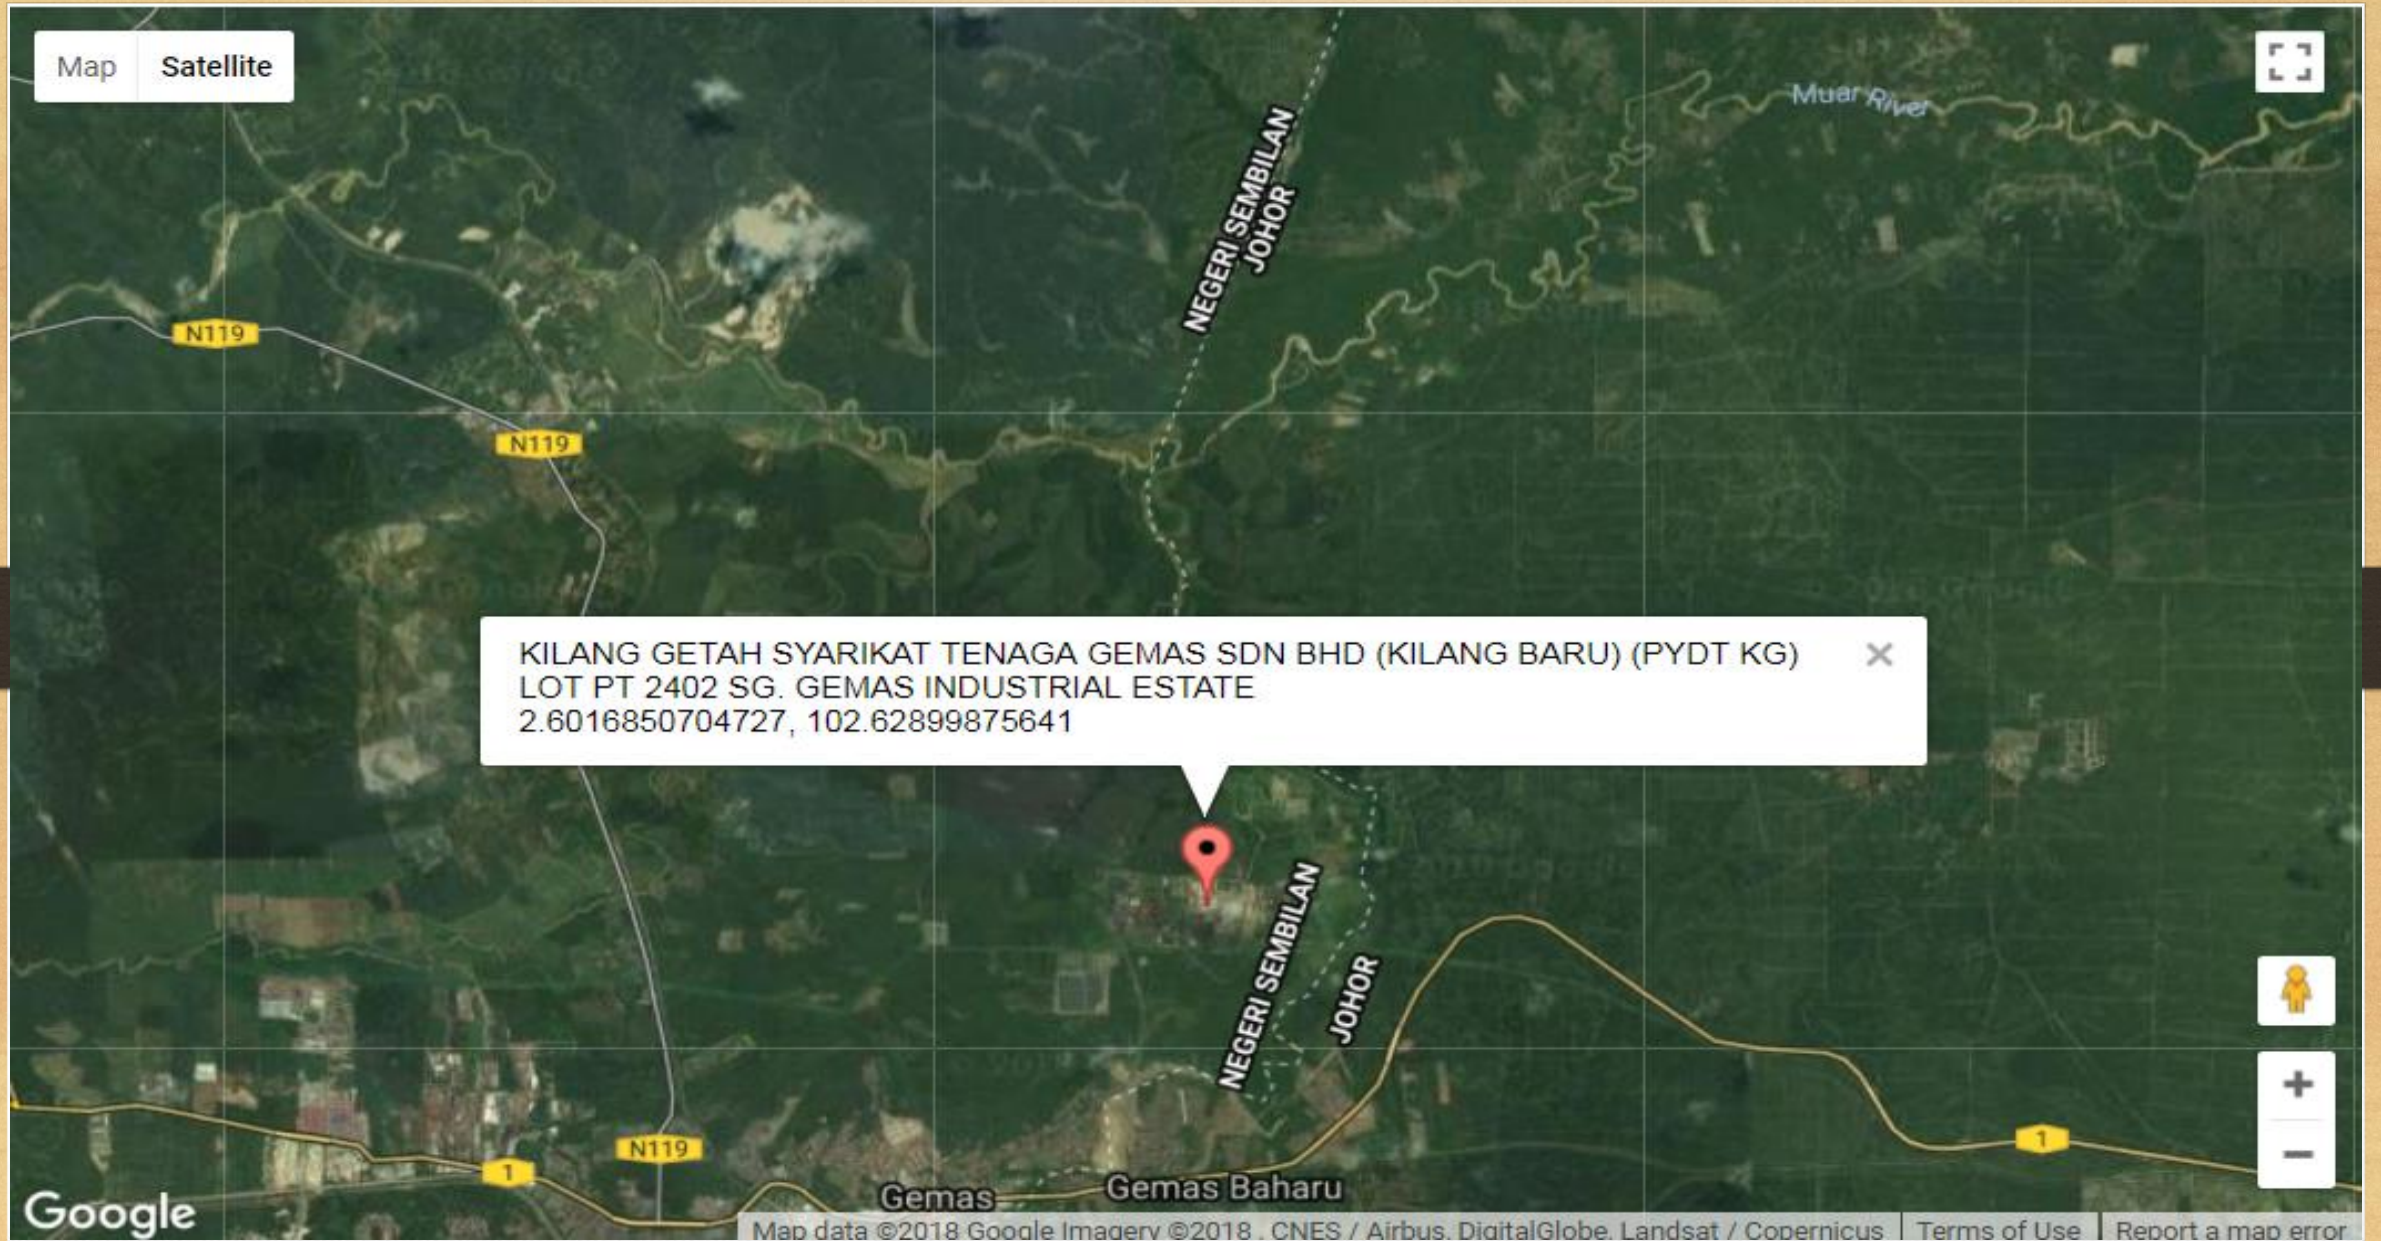 Map Satellite
Muar River
NEGERI SEMBILAN
JOHOR
N119
N119
KILANG GETAH SYARIKAT TENAGA GEMAS SDN BHD (KILANG BARU) (PYDT KG)
LOT PT 2402 SG. GEMAS INDUSTRIAL ESTATE
2.6016850704727, 102.62899875641
NEGERI SEMBILAN
JOHOR
N119
1
1
Gemas
Gemas Baharu
Google
Map data ©2018 Google Imagery ©2018 , CNES / Airbus, DigitalGlobe, Landsat / Copernicus
Terms of Use
Report a map error